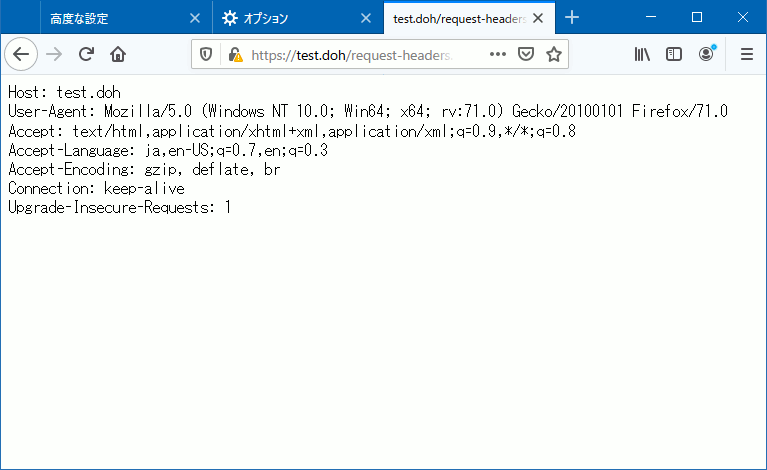 高度な設定
オプション
test.doh/request-headers
https://test.doh/request-headers.
Host: test.doh
User-Agent: Mozilla/5.0 (Windows NT 10.0; Win64; x64; rv:71.0) Gecko/20100101 Firefox/71.0
Accept: text/html,application/xhtml+xml,application/xml;q=0.9,*/*;q=0.8
Accept-Language: ja,en-US;q=0.7,en;q=0.3
Accept-Encoding: gzip, deflate, br
Connection: keep-alive
Upgrade-Insecure-Requests: 1